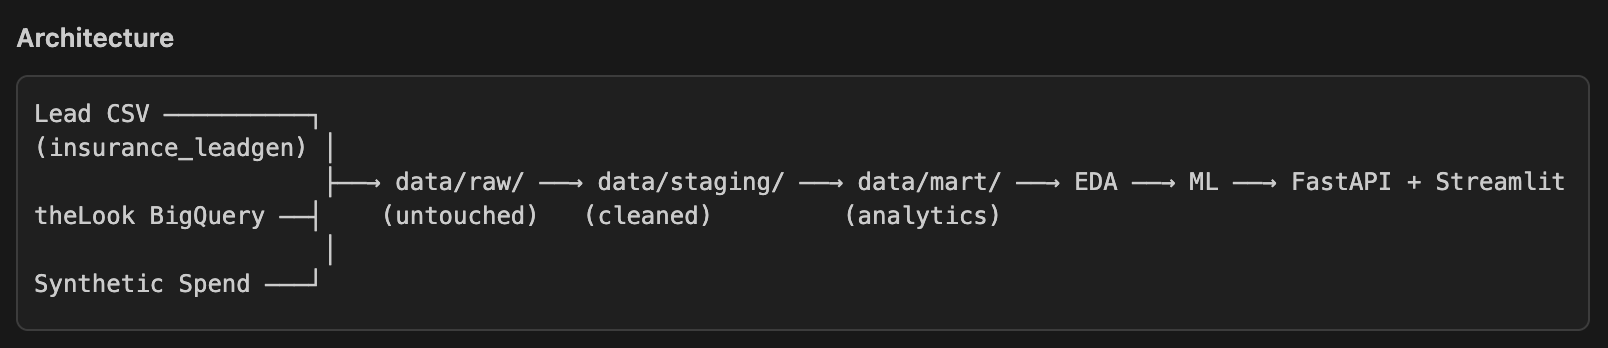 Architecture
Lead CSV ──────────┐
(insurance_leadgen) │
                    ├──→ data/raw/ ──→ data/staging/ ──→ data/mart/ ──→ EDA ──→ ML ──→ FastAPI + Streamlit
theLook BigQuery ──┤    (untouched)   (cleaned)         (analytics)
                    │
Synthetic Spend ───┘